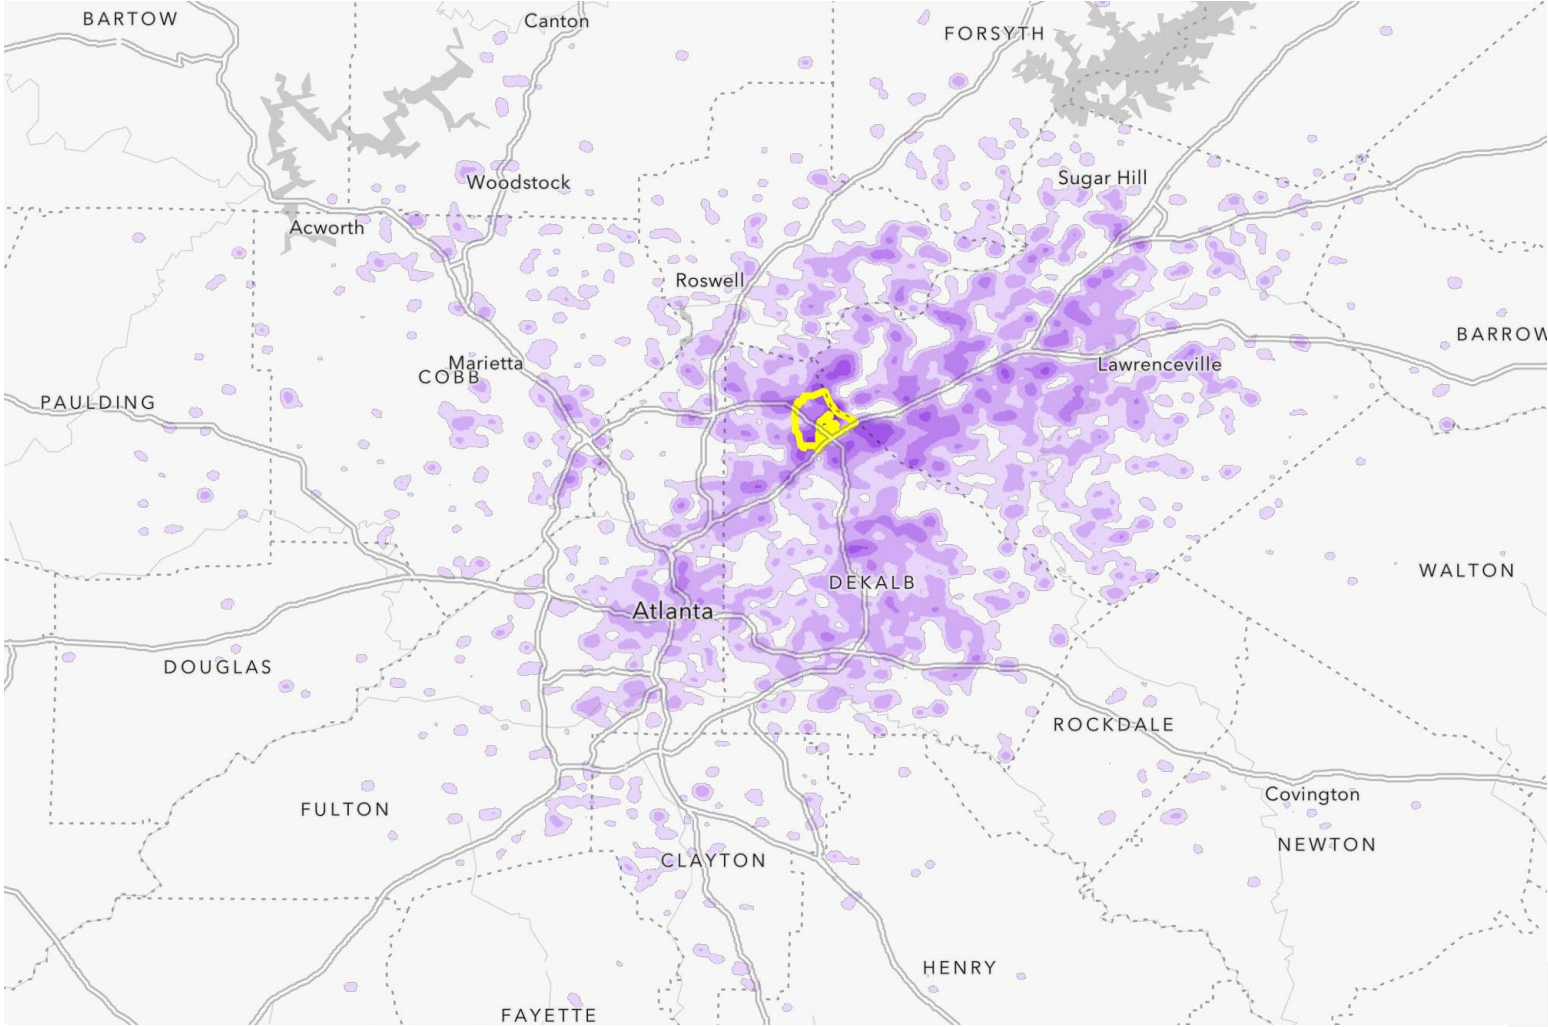 BARTOW
Canton
FORSYTH
Woodstock
Sugar Hill
Acworth
Roswell
BARROW
Marietta
Lawrenceville
COBB
PAULDING
WALTON
DEKALB
Atlanta
DOUGLAS
ROCKDALE
Covington
FULTON
NEWTON
CLAYTON
HENRY
FAYETTE